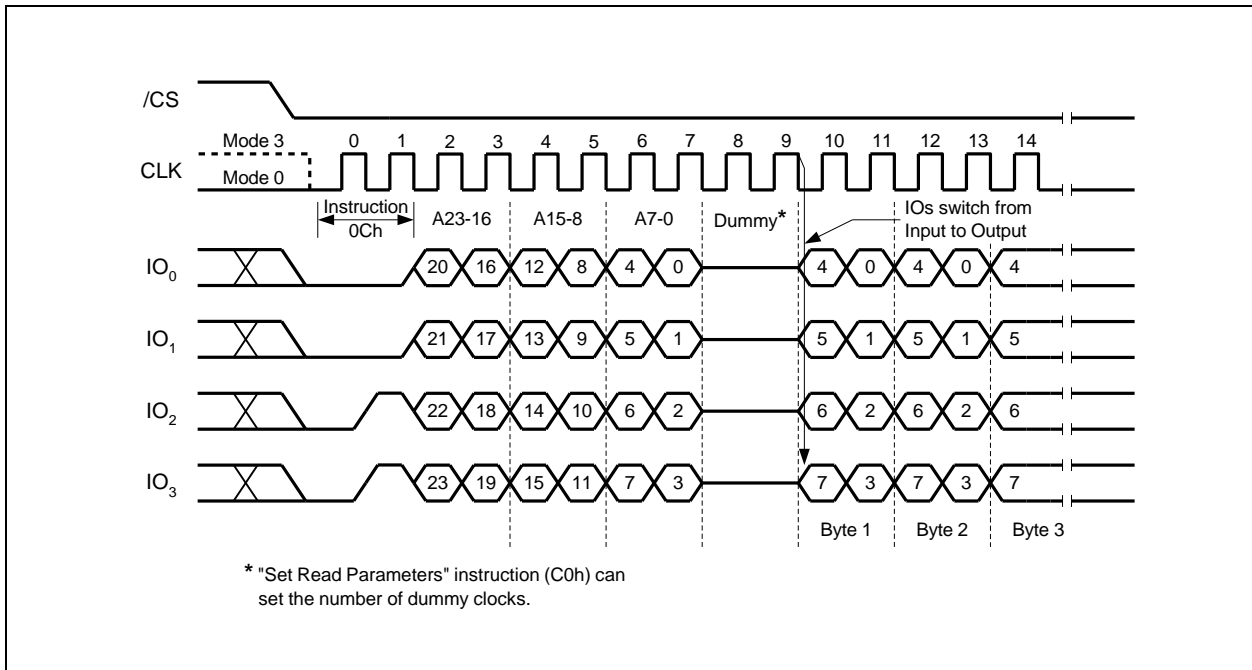 /CS
Mode 3 0 1 2 3 4 5 6 7 8 9 10 11 12 13 14
CLK
Mode 0
Instruction
0Ch
A23-16 A15-8 A7-0 Dummy*
IOs switch from
Input to Output
IO0 20 16 12 8 4 0 4 0 4 0 4
IO1 21 17 13 9 5 1 5 1 5 1 5
IO2 22 18 14 10 6 2 6 2 6 2 6
IO3 23 19 15 11 7 3 7 3 7 3 7
Byte 1 Byte 2 Byte 3
* "Set Read Parameters" instruction (C0h) can
set the number of dummy clocks.